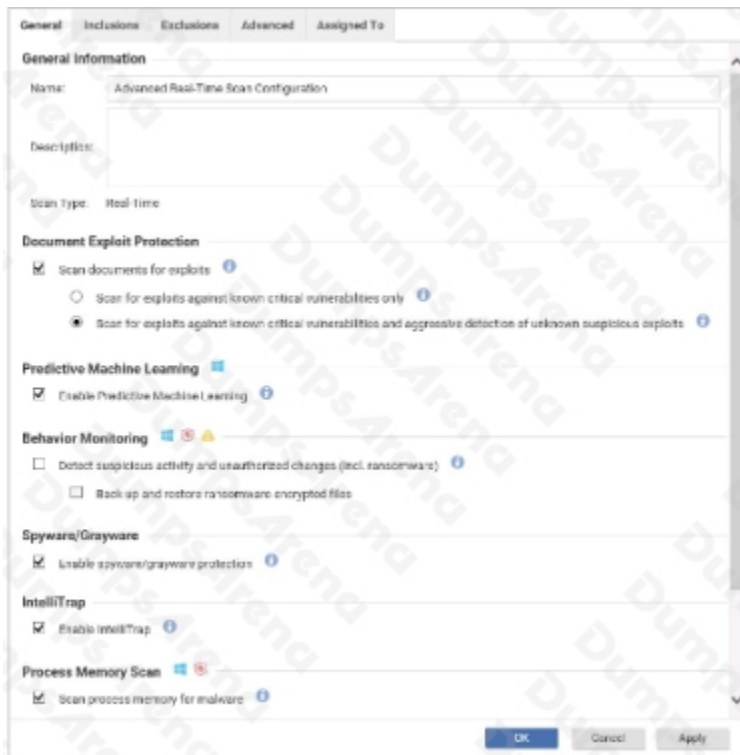 General Inclusions Exclusions Advanced Assigned To
General Information
Name: Advanced Real-Time Scan Configuration
Description:
Scan Type: Real-Time
Document Exploit Protection
Scan documents for exploits
Scan for exploits against known critical vulnerabilities only
Scan for exploits against known critical vulnerabilities and aggressive detection of unknown suspicious exploits
Predictive Machine Learning
Enable Predictive Machine Learning
Behavior Monitoring
Detect suspicious activity and unauthorized changes (incl. ransomware)
Back up and restore ransomware encrypted files
Spyware/Grayware
Enable spyware/grayware protection
IntelliTrap
Enable IntelliTrap
Process Memory Scan
Scan process memory for malware
OK Cancel Apply
DumpsArena